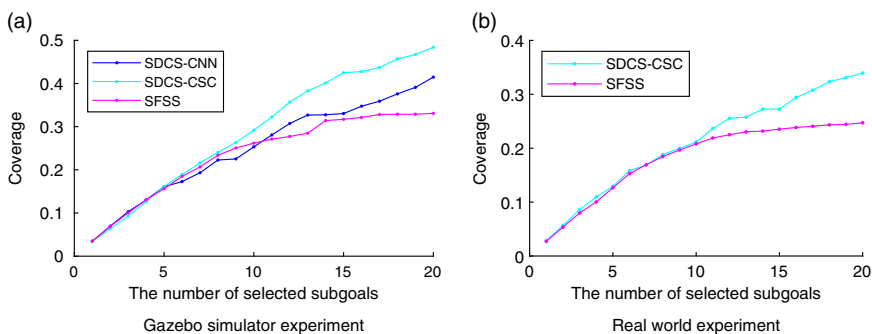 (a)
0.5
0.4
0.3
0.2
0.1
0
Coverage
SDCS-CNN
SDCS-CSC
SFSS
0 5 10 15 20
The number of selected subgoals
Gazebo simulator experiment
(b)
0.4
0.3
0.2
0.1
0
Coverage
SDCS-CSC
SFSS
0 5 10 15 20
The number of selected subgoals
Real world experiment